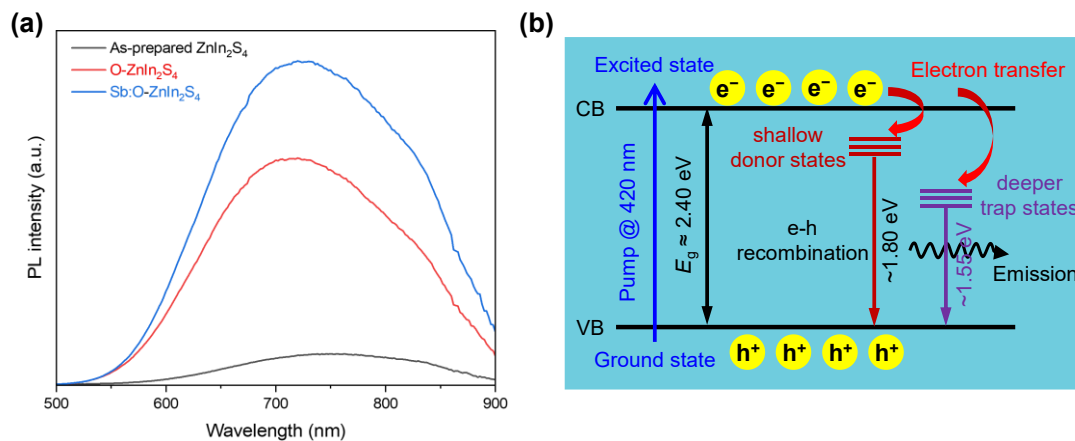 (a)
As-prepared ZnIn₂S₄
O-ZnIn₂S₄
Sb:O-ZnIn₂S₄
PL intensity (a.u.)
500
600
700
800
900
Wavelength (nm)
(b)
Excited state
e⁻ e⁻ e⁻ e⁻
Electron transfer
CB
shallow
donor states
deeper
trap states
Pump @ 420 nm
E_g ≈ 2.40 eV
e-h
recombination
~1.80 eV
~1.55 eV
Emission
VB
Ground state
h⁺ h⁺ h⁺ h⁺